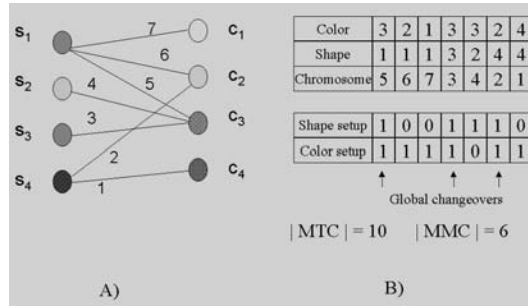 s1 7 c1
6
s2 4 5 c2
3
s3 c3
2
s4 1 c4
A)
Color 3 2 1 3 3 2 4
Shape 1 1 1 3 2 4 4
Chromosome 5 6 7 3 4 2 1
Shape setup 1 0 0 1 1 1 0
Color setup 1 1 1 1 0 1 1
Global changeovers
| MTC | = 10 | MMC | = 6
B)